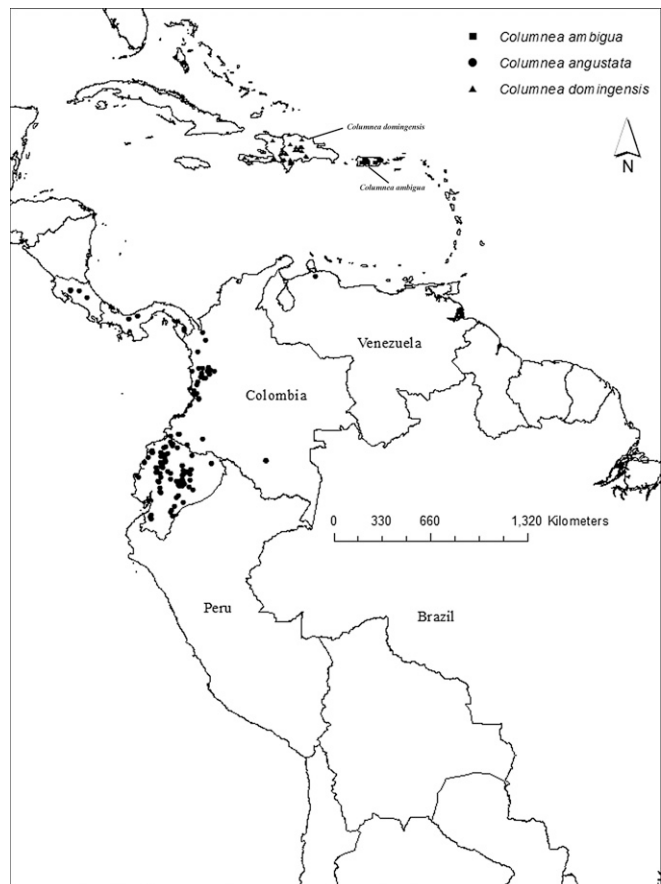 Columnea ambigua
Columnea angustata
Columnea domingensis
Columnea domingensis
N
Columnea ambigua
Venezuela
Colombia
0 330 660 1,320 Kilometers
Peru
Brazil